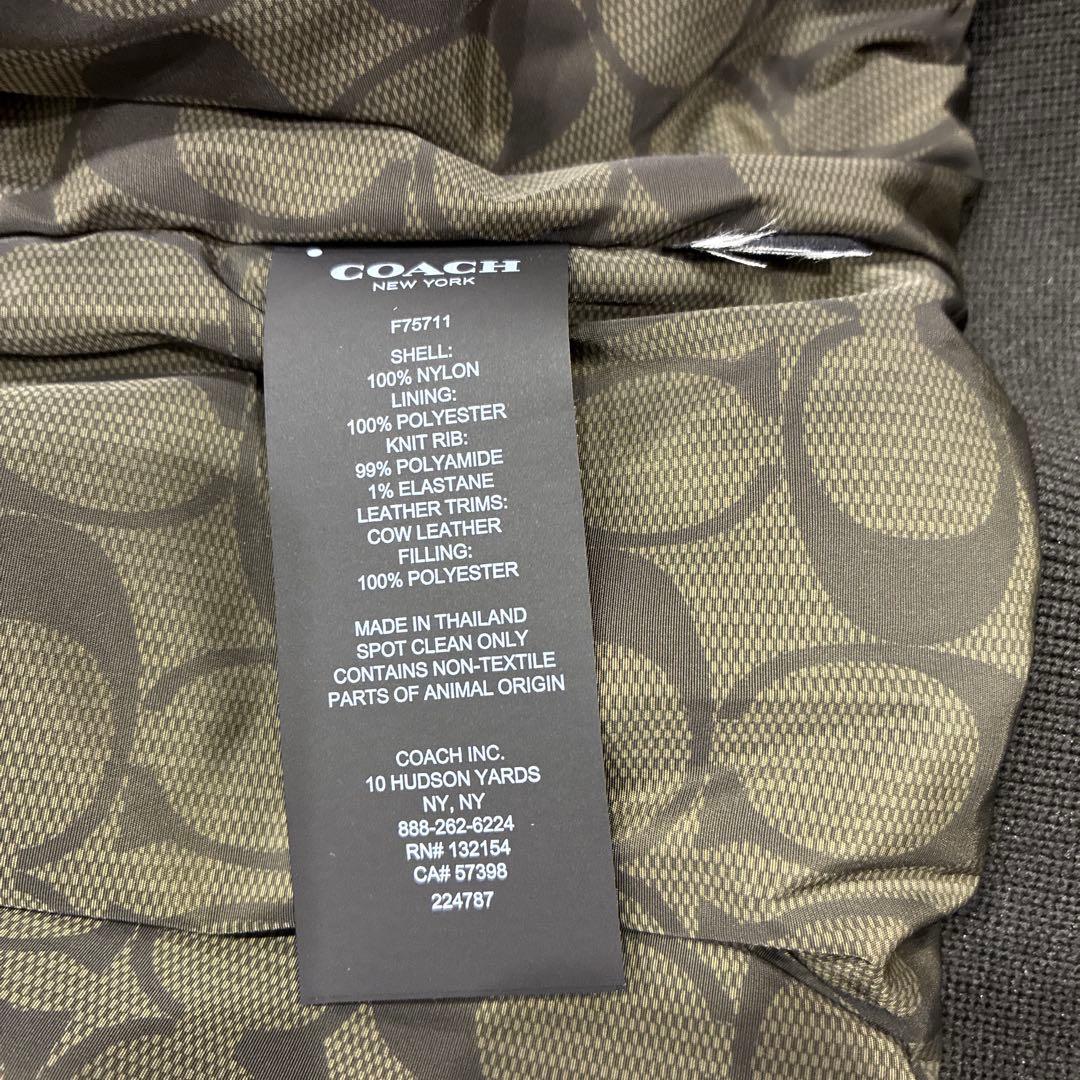 COACH
NEW YORK
F75711
SHELL:
100% NYLON
LINING:
100% POLYESTER
KNIT RIB:
99% POLYAMIDE
1% ELASTANE
LEATHER TRIMS:
COW LEATHER
FILLING:
100% POLYESTER
MADE IN THAILAND
SPOT CLEAN ONLY
CONTAINS NON-TEXTILE
PARTS OF ANIMAL ORIGIN
COACH INC.
10 HUDSON YARDS
NY, NY
888-262-6224
RN# 132154
CA# 57398
224787